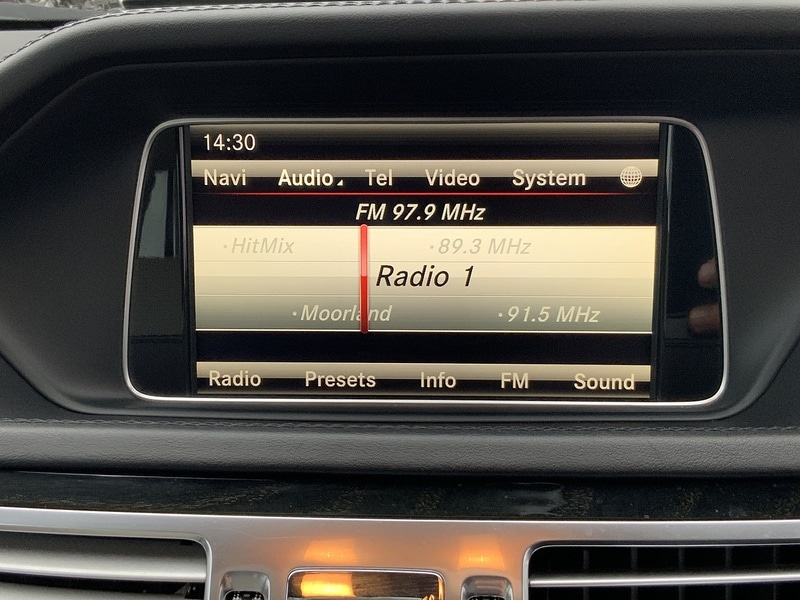 14:30
Navi Audio Tel Video System
FM 97.9 MHz
·HitMix ·89.3 MHz
Radio 1
·Moorland ·91.5 MHz
Radio Presets Info FM Sound